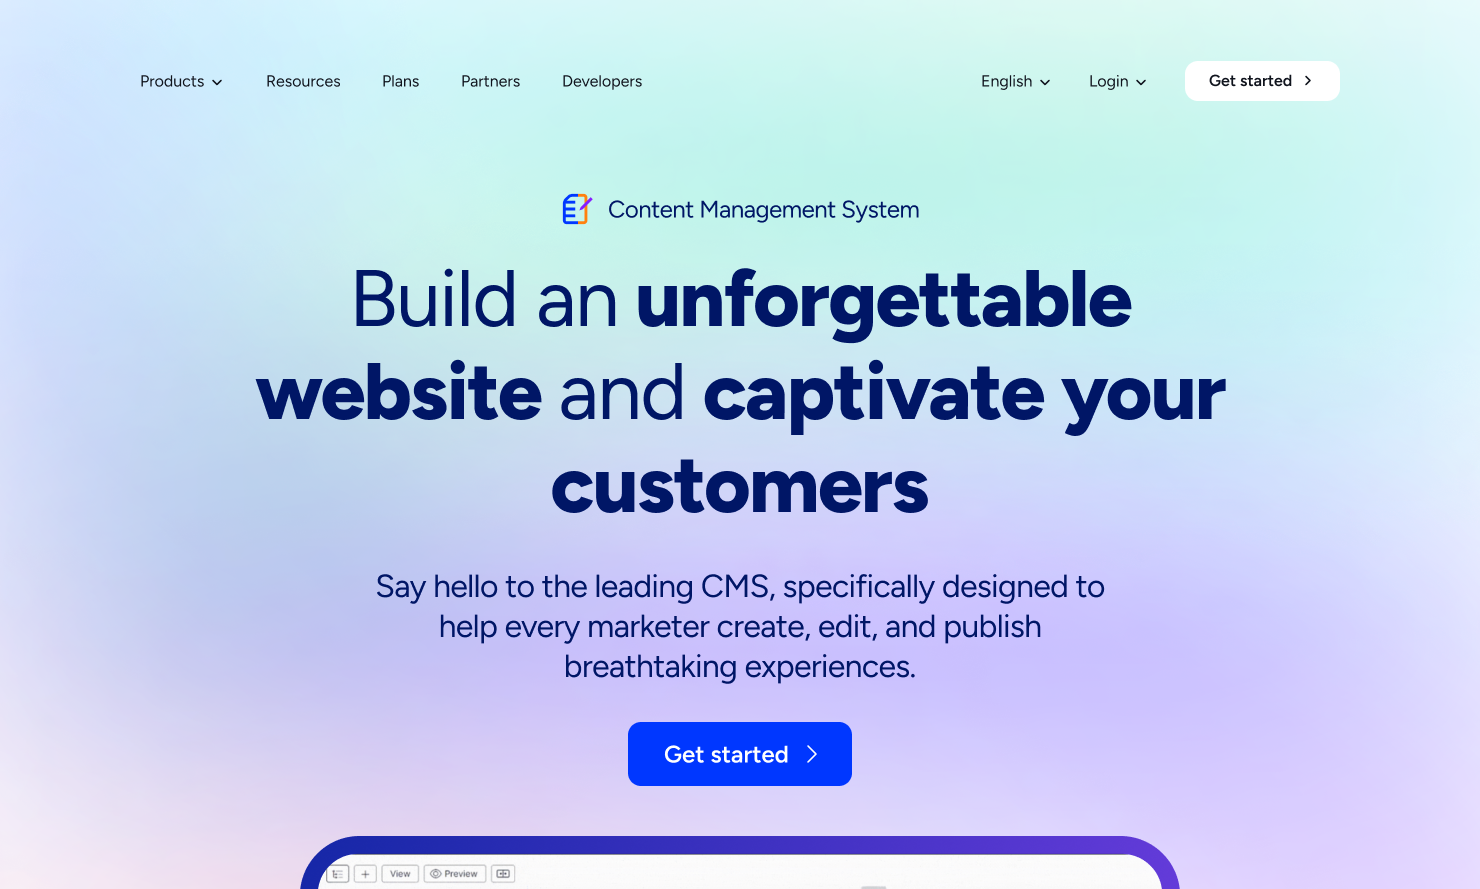 Products Resources Plans Partners Developers English Login Get started
Content Management System
Build an unforgettable
website and captivate your
customers
Say hello to the leading CMS, specifically designed to
help every marketer create, edit, and publish
breathtaking experiences.
Get started
View Preview